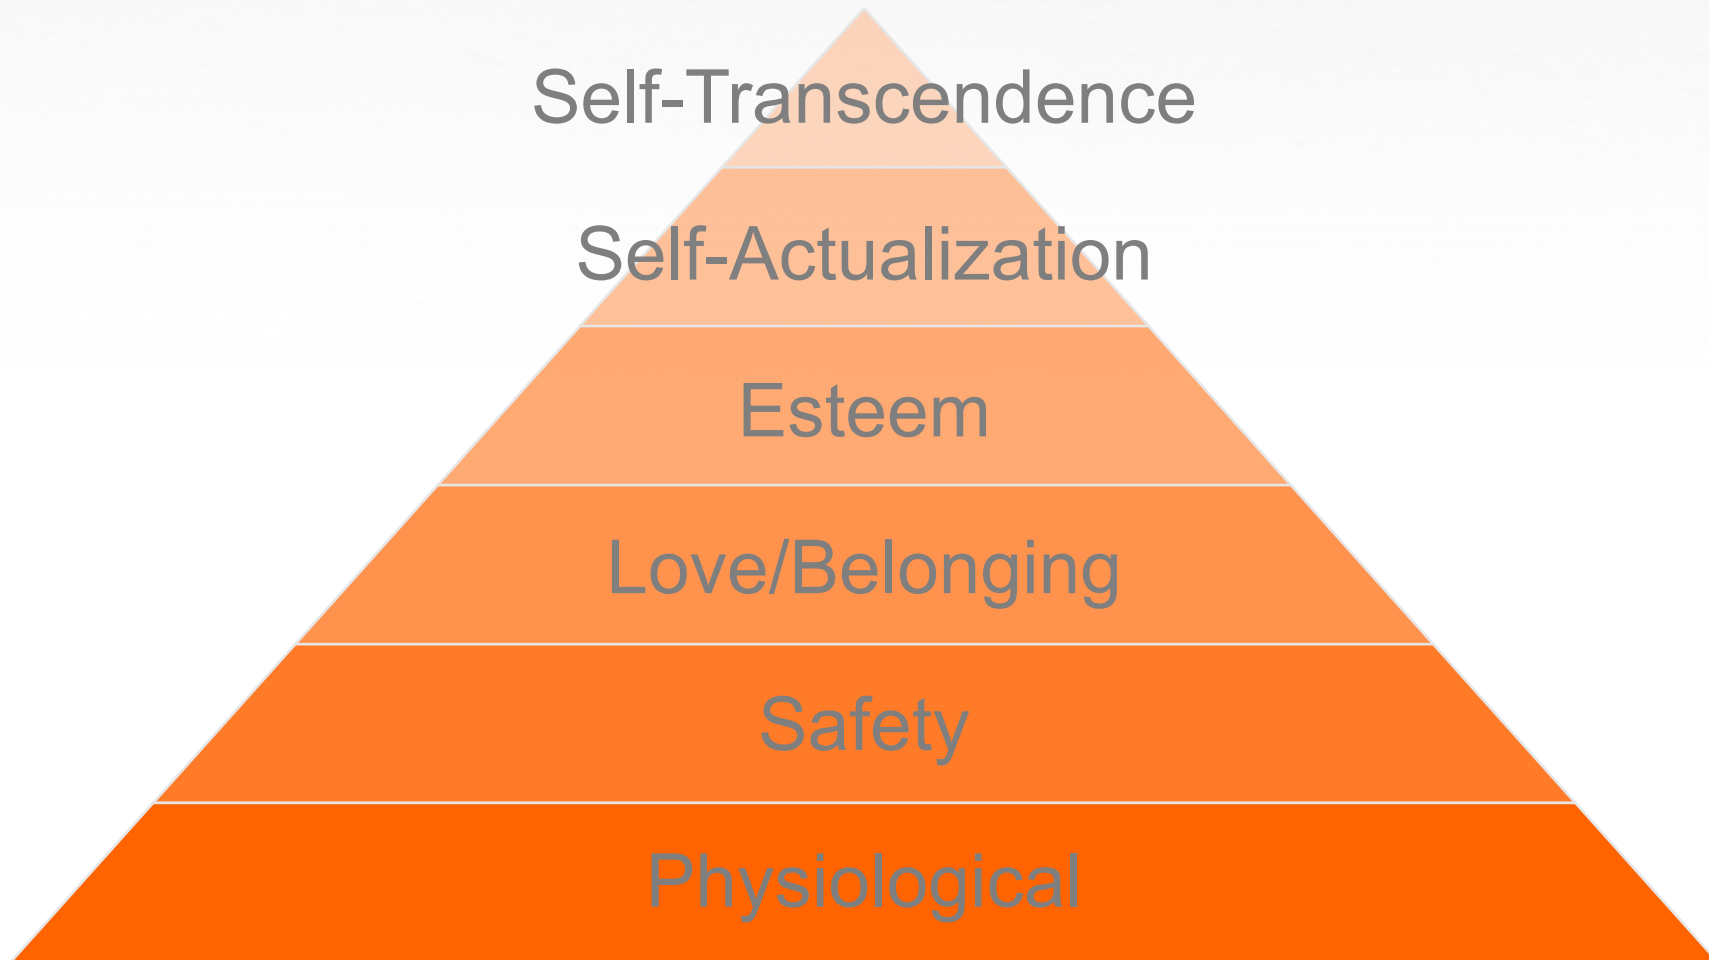 Self-Transcendence
Self-Actualization
Esteem
Love/Belonging
Safety
Physiological